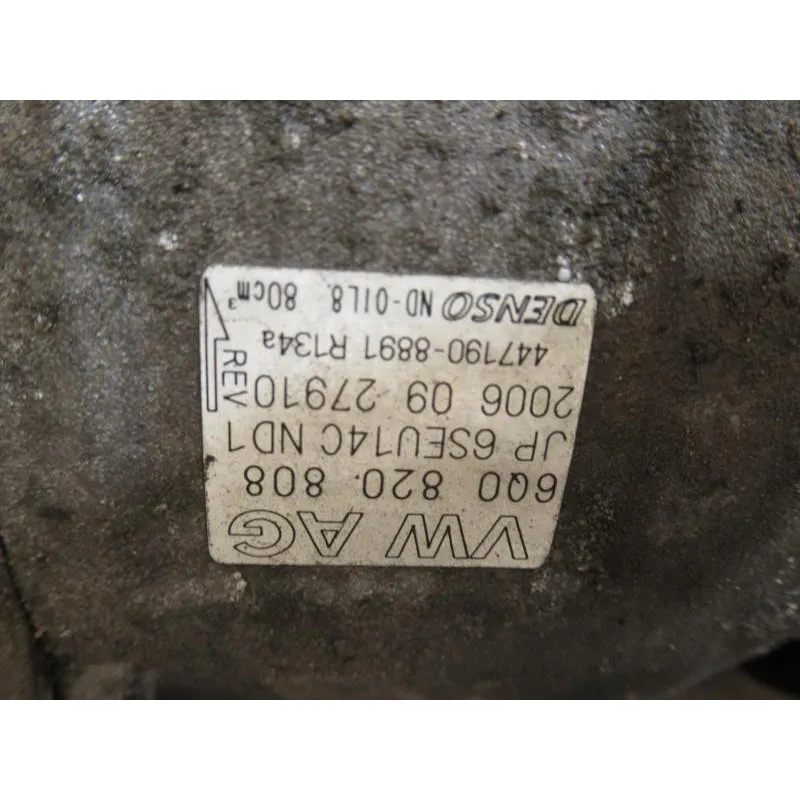 VW AG
6Q0 820 808
JP 6SEU14C ND1
2006 09 27910
447190-8891 R134a
DENSO ND-OIL8 80cm³
REV